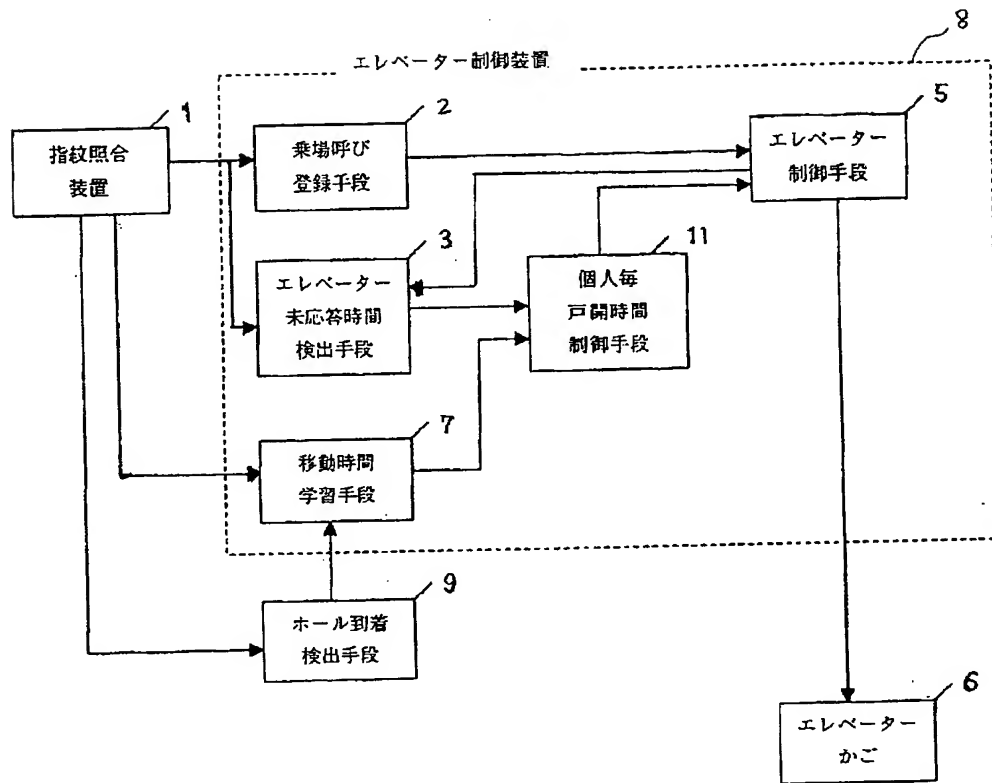 8
エレベーター制御装置
1
指紋照合
装置
2
乗場呼び
登録手段
5
エレベーター
制御手段
3
エレベーター
未応答時間
検出手段
11
個人毎
戸開時間
制御手段
7
移動時間
学習手段
9
ホール到着
検出手段
6
エレベーター
かご